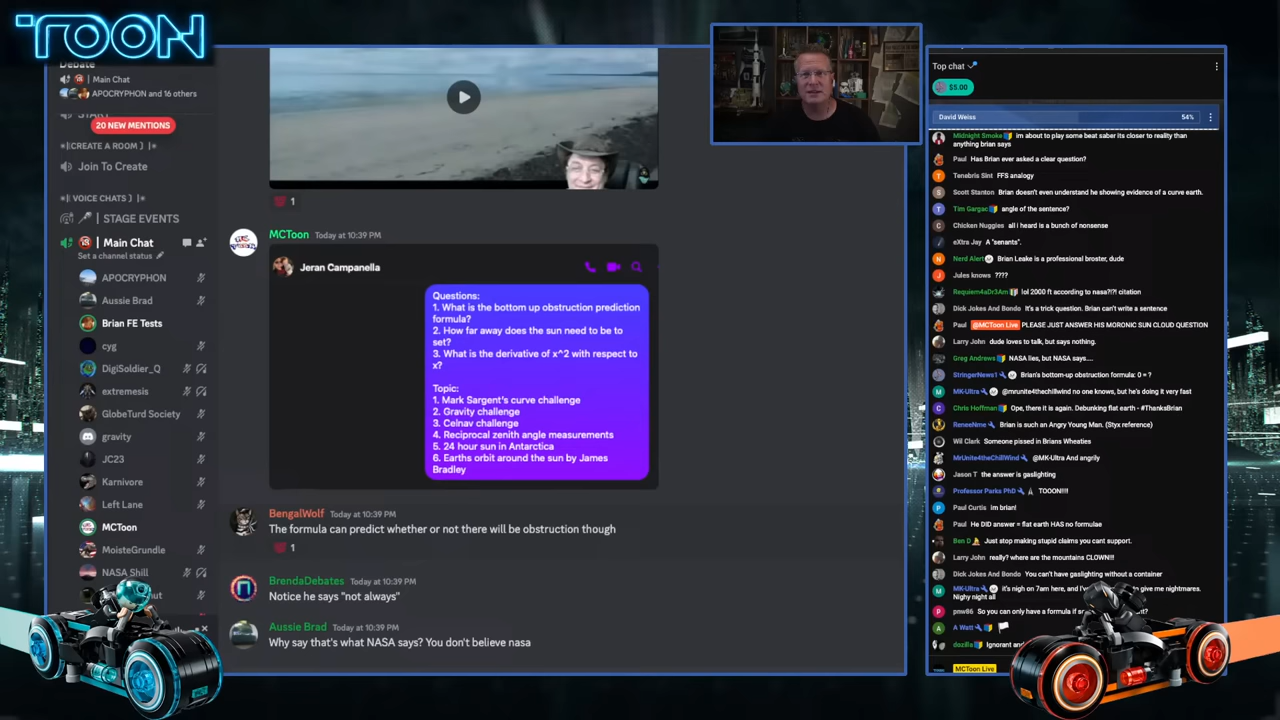 TOON
Debate
Main Chat
APOCRYPHON and 16 others
START
20 NEW MENTIONS
CREATE A ROOM
Join To Create
VOICE CHATS
STAGE EVENTS
Main Chat
Set a channel status
APOCRYPHON
Aussie Brad
Brian FE Tests
cyg
DigiSoldier_Q
extremesis
GlobeTurd Society
gravity
JC23
Karnivore
Left Lane
MCToon
MoisteGrundle
NASA Shill
1
MCToon Today at 10:39 PM
Jeran Campanella
Questions:
1. What is the bottom up obstruction prediction
formula?
2. How far away does the sun need to be to
set?
3. What is the derivative of x^2 with respect to
x?
Topic:
1. Mark Sargent's curve challenge
2. Gravity challenge
3. Celnav challenge
4. Reciprocal zenith angle measurements
5. 24 hour sun in Antarctica
6. Earths orbit around the sun by James
Bradley
BengalWolf Today at 10:39 PM
The formula can predict whether or not there will be obstruction though
1
BrendaDebates Today at 10:39 PM
Notice he says "not always"
Aussie Brad Today at 10:39 PM
Why say that's what NASA says? You don't believe nasa
Top chat
$5.00
David Weiss 54%
Midnight Smoke im about to play some beat saber its closer to reality than
anything brian says
Paul Has Brian ever asked a clear question?
Tenebris Sint FFS analogy
Scott Stanton Brian doesn't even understand he showing evidence of a curve earth.
Tim Gargac angle of the sentence?
Chicken Nuggies all i heard is a bunch of nonsense
eXtra Jay A "senants".
Nerd Alert Brian Leake is a professional broster, dude
Jules knows ????
Requiem4aDr3Am lol 2000 ft according to nasa?!?! citation
Dick Jokes And Bondo It's a trick question. Brian can't write a sentence
Paul @MCToon Live PLEASE JUST ANSWER HIS MORONIC SUN CLOUD QUESTION
Larry John dude loves to talk, but says nothing.
Greg Andrews NASA lies, but NASA says....
StringerNews1 Brian's bottom-up obstruction formula: 0 = ?
MK-Ultra @mrunite4thechillwind no one knows, but he's doing it very fast
Chris Hoffman Ope, there it is again. Debunking flat earth - #ThanksBrian
ReneeNme Brian is such an Angry Young Man. (Styx reference)
Wil Clark Someone pissed in Brians Wheaties
MrUnite4theChillWind @MK-Ultra And angrily
Jason T the answer is gaslighting
Professor Parks PhD TOOON!!!!
Paul Curtis im brian!
Paul He DID answer = flat earth HAS no formulae
Ben D Just stop making stupid claims you cant support.
Larry John really? where are the mountains CLOWN!!!
Dick Jokes And Bondo You can't have gaslighting without a container
MK-Ultra it's nigh on 7am here, and I've to give me nightmares.
Nighy night all
pnw86 So you can only have a formula if
A Watt
dozilla Ignorant
MCToon Live